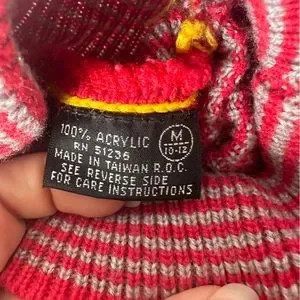 100% ACRYLIC
RN 51236
MADE IN TAIWAN R.O.C.
SEE REVERSE SIDE
FOR CARE INSTRUCTIONS
M
10-12